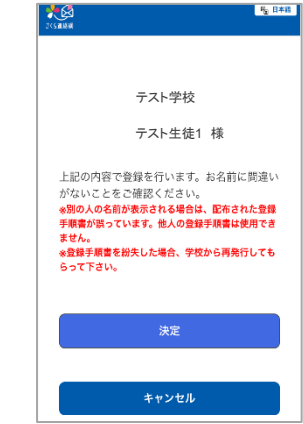 日本語
さくら連絡網
テスト学校
テスト生徒1 様
上記の内容で登録を行います。お名前に間違い
がないことをご確認ください。
※別の人の名前が表示される場合は、配布された登録
手順書が誤っています。他人の登録手順書は使用でき
ません。
※登録手順書を紛失した場合、学校から再発行しても
らって下さい。
決定
キャンセル